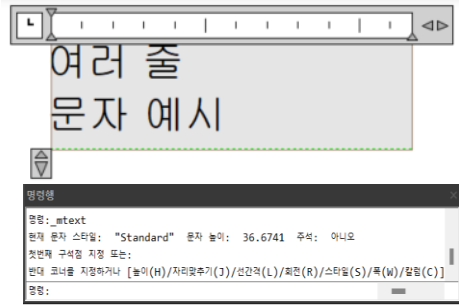 여러 줄
문자 예시
명령행
명령:_mtext
현재 문자 스타일: "Standard" 문자 높이: 36.6741 주석: 아니오
첫번째 구석점 지정 또는:
반대 코너를 지정하거나 [높이(H)/자리맞추기(J)/선간격(L)/회전(R)/스타일(S)/폭(W)/칼럼(C)]
명령: